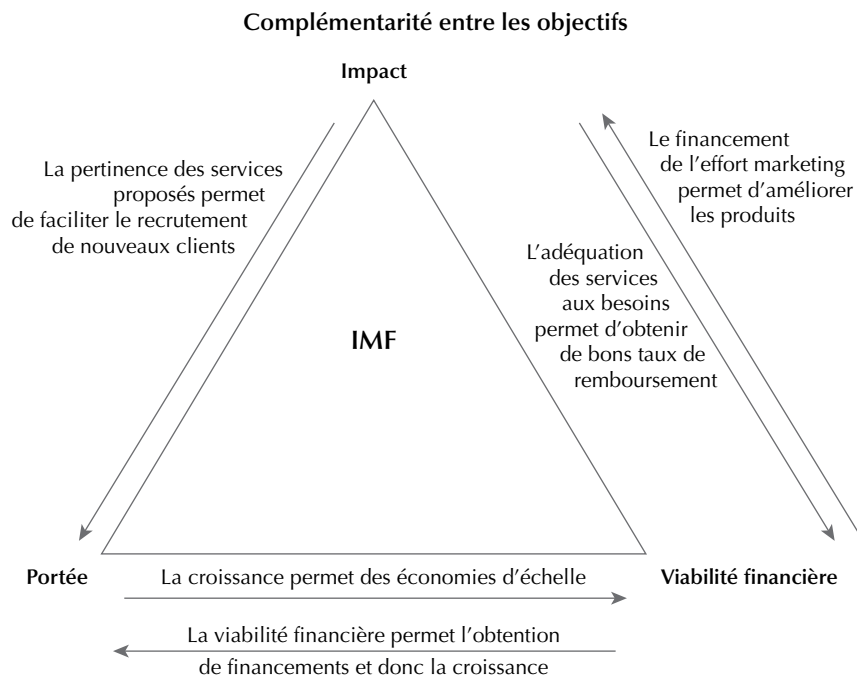 Complémentarité entre les objectifs
Impact
La pertinence des services
proposés permet
de faciliter le recrutement
de nouveaux clients
Le financement
de l’effort marketing
permet d’améliorer
les produits
L’adéquation
des services
aux besoins
permet d’obtenir
de bons taux de
remboursement
IMF
Portée
La croissance permet des économies d’échelle
Viabilité financière
La viabilité financière permet l’obtention
de financements et donc la croissance